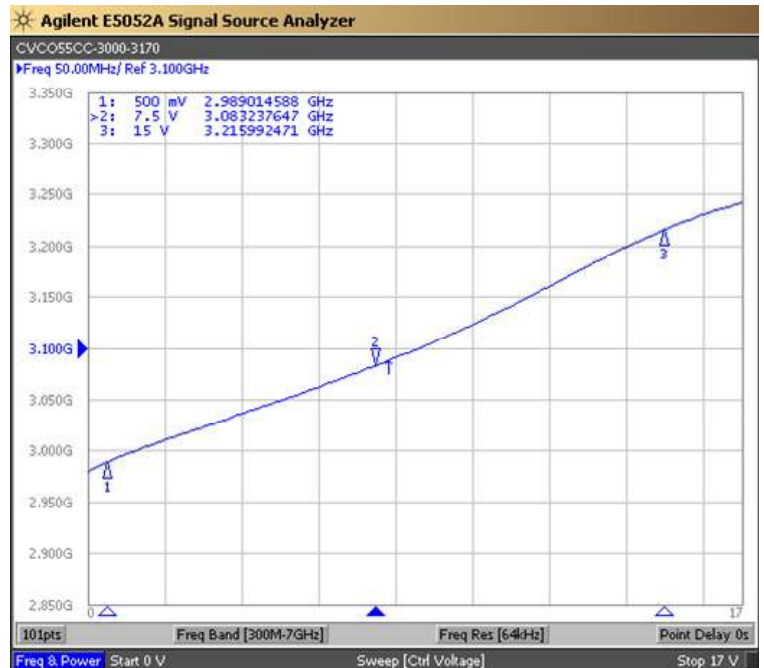 Agilent E5052A Signal Source Analyzer
CVCO55CC-3000-3170
▶Freq 50.00MHz/ Ref 3.100GHz
3.350G
1: 500 mV 2.989014588 GHz
>2: 7.5 V 3.083237647 GHz
3: 15 V 3.215992471 GHz
3.300G
3.250G
3.200G
3
3.150G
2
3.100G
3.050G
3.000G
1
2.950G
2.900G
2.850G
0 17
101pts Freq Band [300M-7GHz] Freq Res [64kHz] Point Delay 0s
Freq & Power Start 0 V Sweep [Ctrl Voltage] Stop 17 V